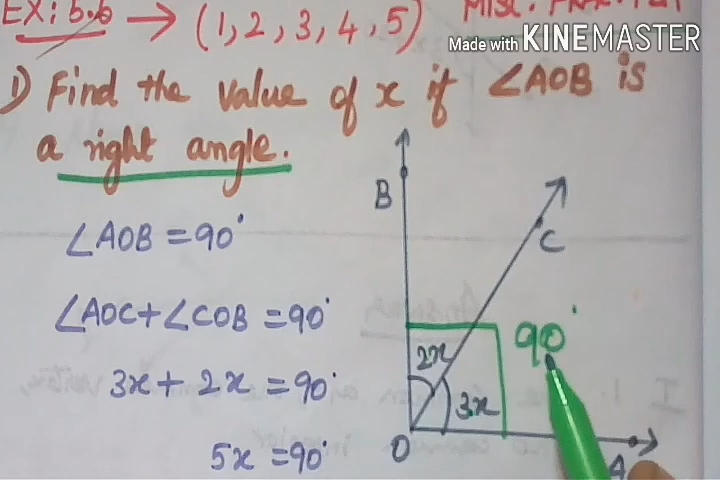 EX: 5.6 → (1, 2, 3, 4, 5)
Made with KINEMASTER
1) Find the value of x if ∠AOB is
a right angle.
∠AOB = 90°
∠AOC + ∠COB = 90°
3x + 2x = 90°
5x = 90°
B
C
90°
2x
3x
O
A